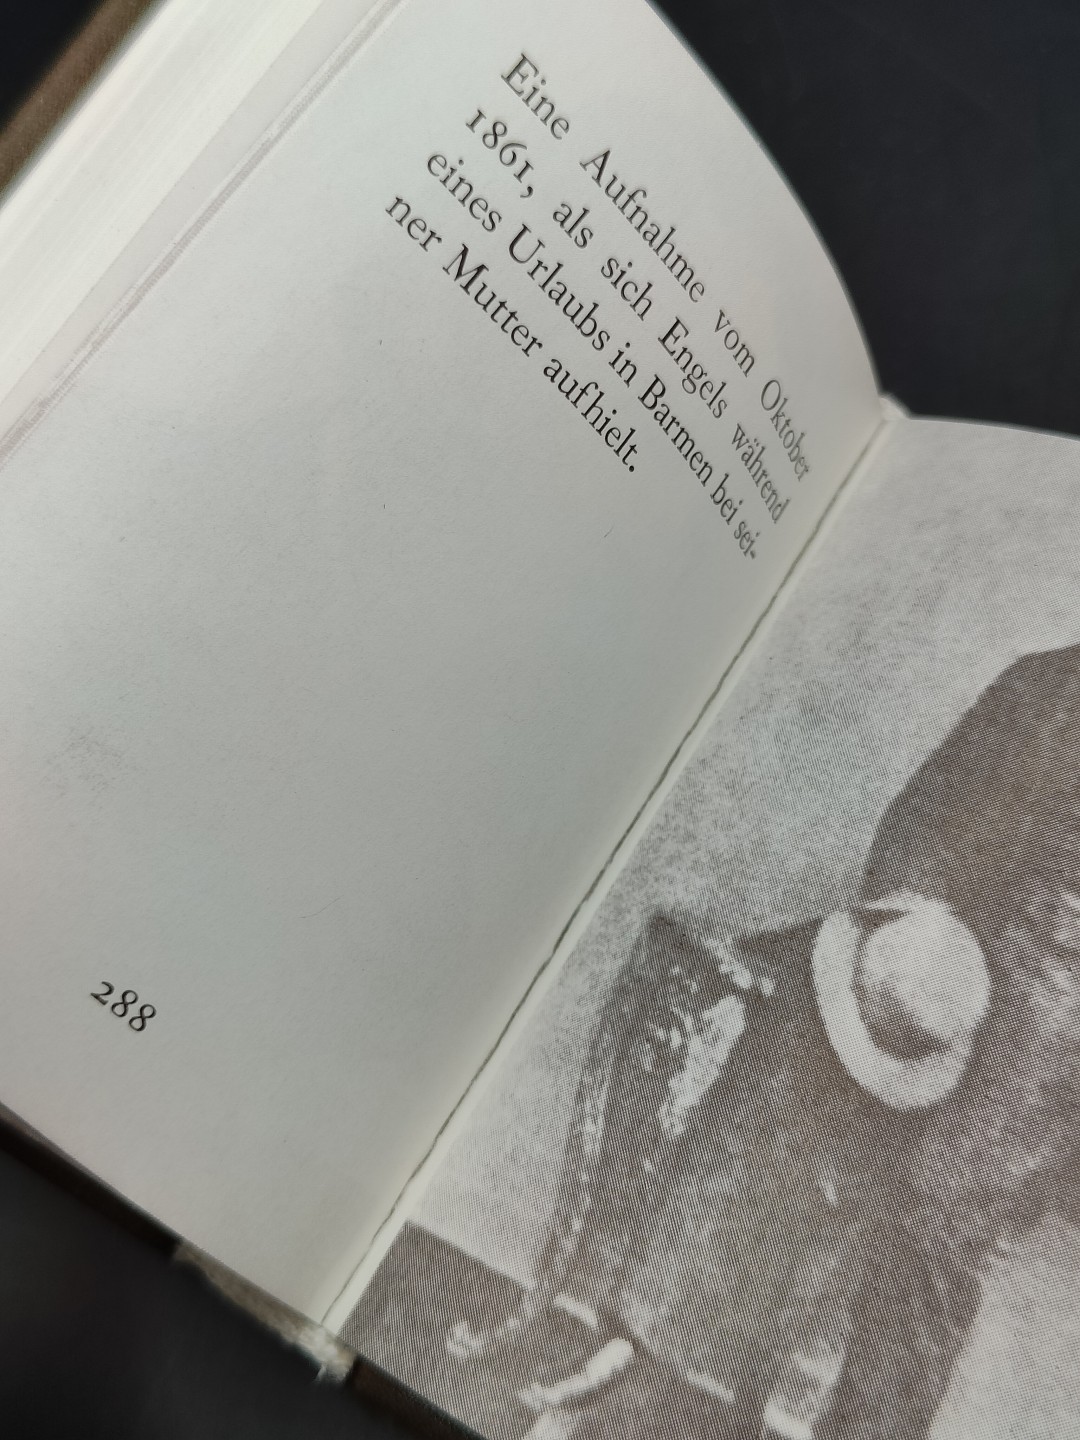 Eine Aufnahme vom Oktober
1861, als sich Engels während
eines Urlaubs in Barmen bei sei-
ner Mutter aufhielt.
288